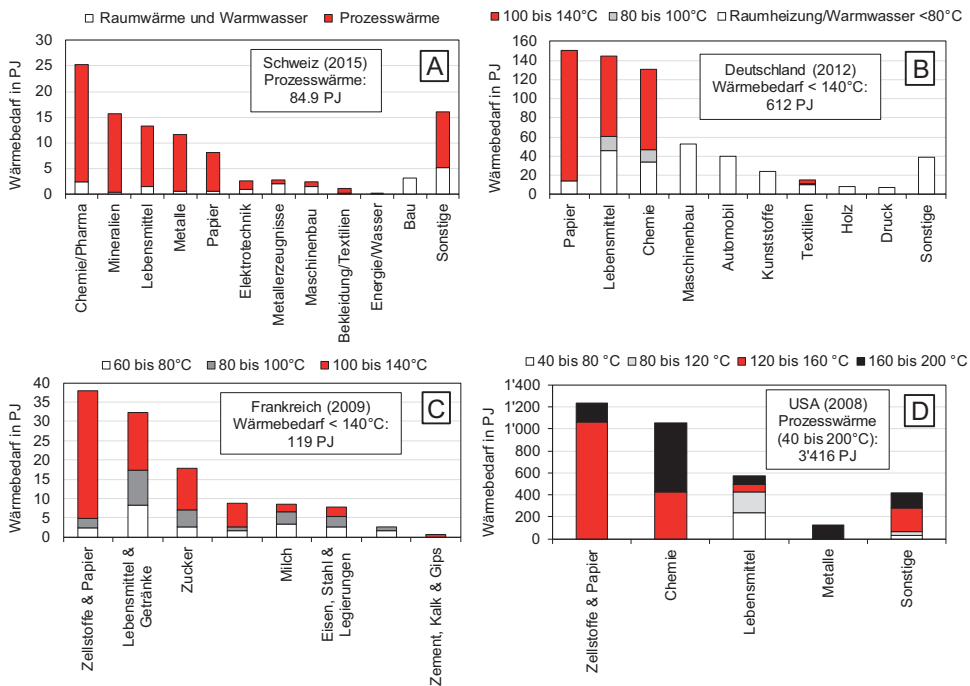 Raumwärme und Warmwasser Prozesswärme
Wärmebedarf in PJ
30
25
20
15
10
5
0
Schweiz (2015)
Prozesswärme:
84.9 PJ
A
Chemie/Pharma
Mineralien
Lebensmittel
Metalle
Papier
Elektrotechnik
Metallerzeugnisse
Maschinenbau
Bekleidung/Textilien
Energie/Wasser
Bau
Sonstige
100 bis 140°C 80 bis 100°C Raumheizung/Warmwasser <80°C
Wärmebedarf in PJ
160
140
120
100
80
60
40
20
0
Deutschland (2012)
Wärmebedarf < 140°C:
612 PJ
B
Papier
Lebensmittel
Chemie
Maschinenbau
Automobil
Kunststoffe
Textilien
Holz
Druck
Sonstige
60 bis 80°C 80 bis 100°C 100 bis 140°C
Wärmebedarf in PJ
40
35
30
25
20
15
10
5
0
Frankreich (2009)
Wärmebedarf < 140°C:
119 PJ
C
Zellstoffe & Papier
Lebensmittel &
Getränke
Zucker
Milch
Eisen, Stahl &
Legierungen
Zement, Kalk & Gips
40 bis 80 °C 80 bis 120 °C 120 bis 160 °C 160 bis 200 °C
Wärmebedarf in PJ
1'400
1'200
1'000
800
600
400
200
0
USA (2008)
Prozesswärme
(40 bis 200°C):
3'416 PJ
D
Zellstoffe & Papier
Chemie
Lebensmittel
Metalle
Sonstige